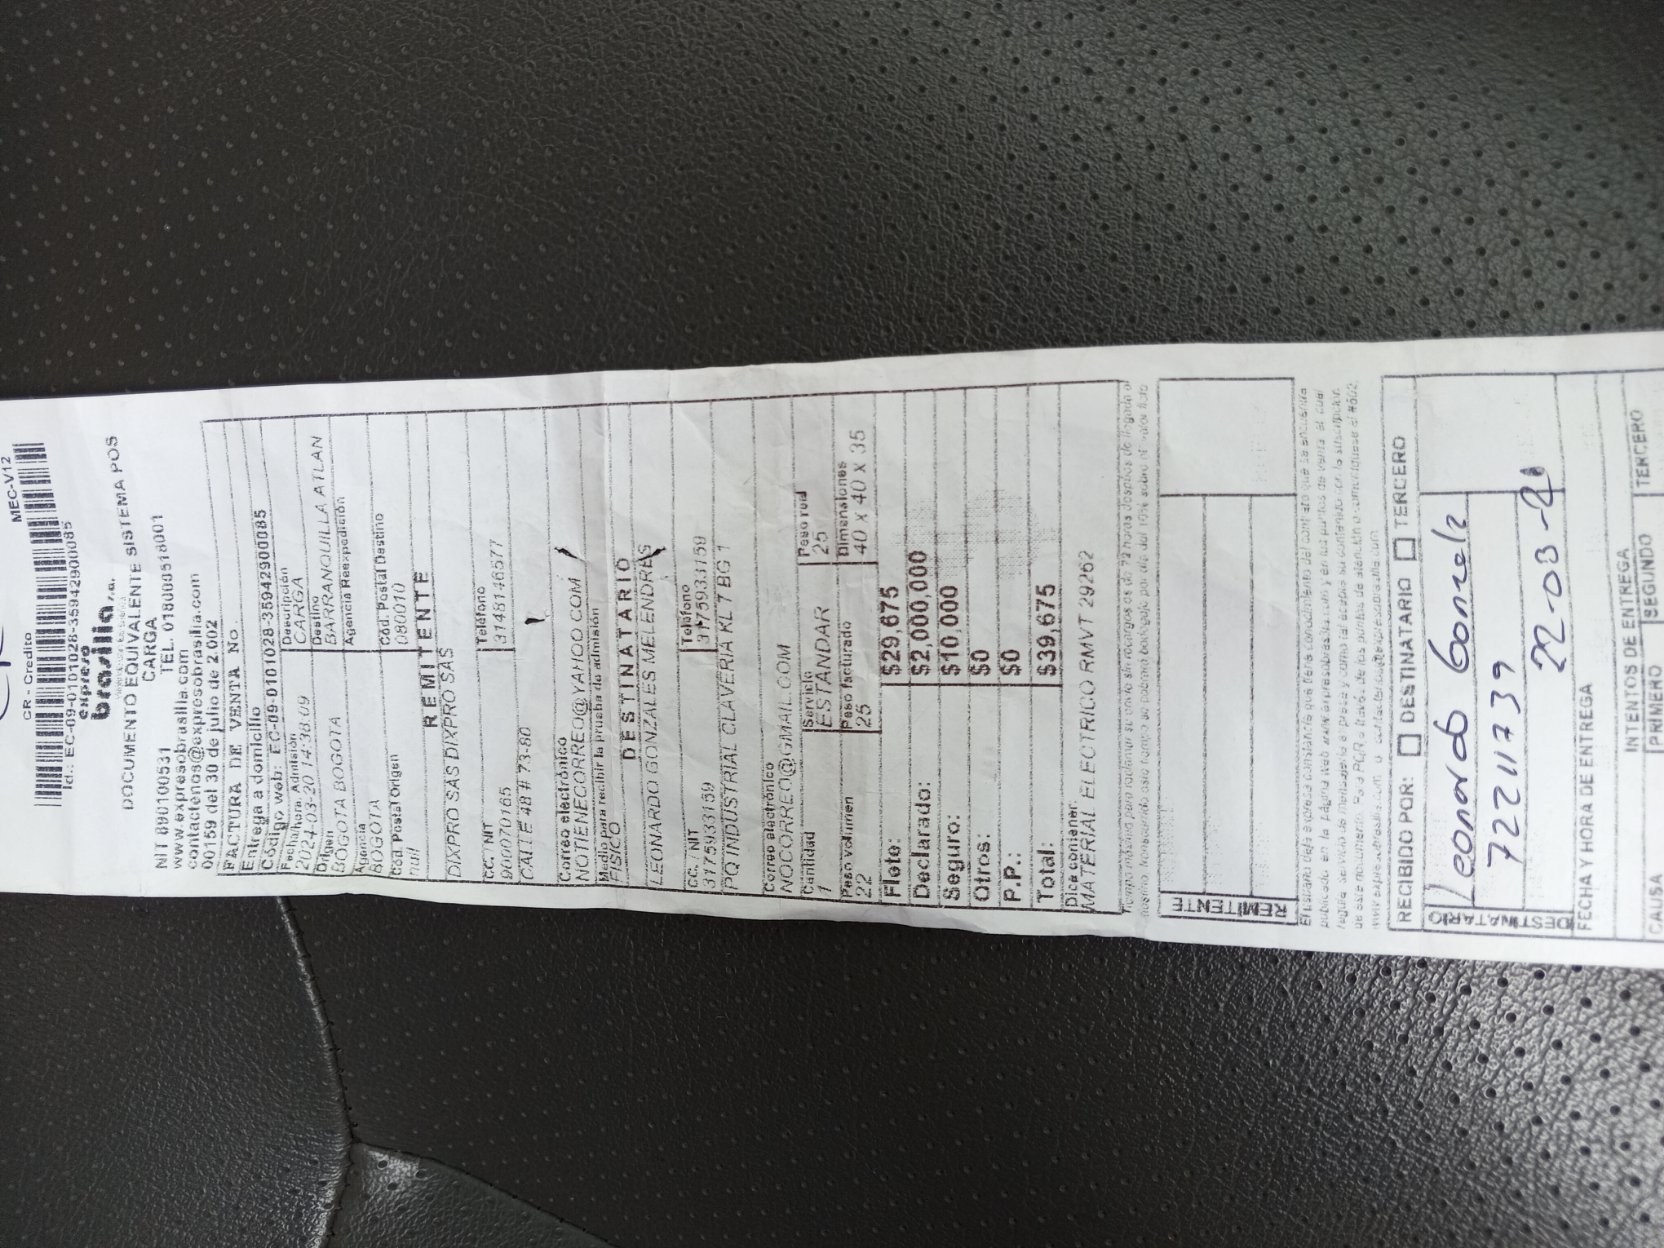 CR - Credito MEC-V12
Id.: EC-09-0101028-35942900085
expreso
brasilia s.a.
DOCUMENTO EQUIVALENTE SISTEMA POS
CARGA
NIT 890100531 TEL. 018000518001
www.expresobrasilia.com
contactenos@expresobrasilia.com
00159 del 30 de julio de 2.002
FACTURA DE VENTA No.
Entrega a domicilio
Código web: EC-09-0101028-35942900085
Fecha/hora Admisión Descripción
2024-03-20 14:38:09 CARGA
Origen Destino
BOGOTA BOGOTA BARRANQUILLA ATLAN
Agencia Agencia Reexpedición
BOGOTA
Cód. Postal Origen Cód. Postal Destino
null 080010
REMITENTE
DIXPRO SAS DIXPRO SAS
CC. / NIT Teléfono
900070165 3148146577
CALTE 48 # 73-80
Correo electrónico
NOTIENECORREO@YAHOO.COM
Medio para recibir la prueba de admisión
FISICO
DESTINATARIO
LEONARDO GONZALES MELENDRES
CC. / NIT Teléfono
3175933159 3175933159
PQ INDUSTRIAL CLAVERIA KL 7 BG 1
Correo electrónico
NOCORREO@GMAIL.COM
Cantidad Servicio Peso real
1 ESTANDAR 25
Peso volumen Peso facturado Dimensiones
22 25 40 x 40 x 35
Flete: $29,675
Declarado: $2,000,000
Seguro: $10,000
Otros: $0
P.P.: $0
Total: $39,675
Dice contener:
MATERIAL ELECTRICO RMVT 29262
REMITENTE
RECIBIDO POR: DESTINATARIO TERCERO
DESTINATARIO
Leonardo Gonzalz
72211739
22-03-21
FECHA Y HORA DE ENTREGA
INTENTOS DE ENTREGA
CAUSA PRIMERO SEGUNDO TERCERO